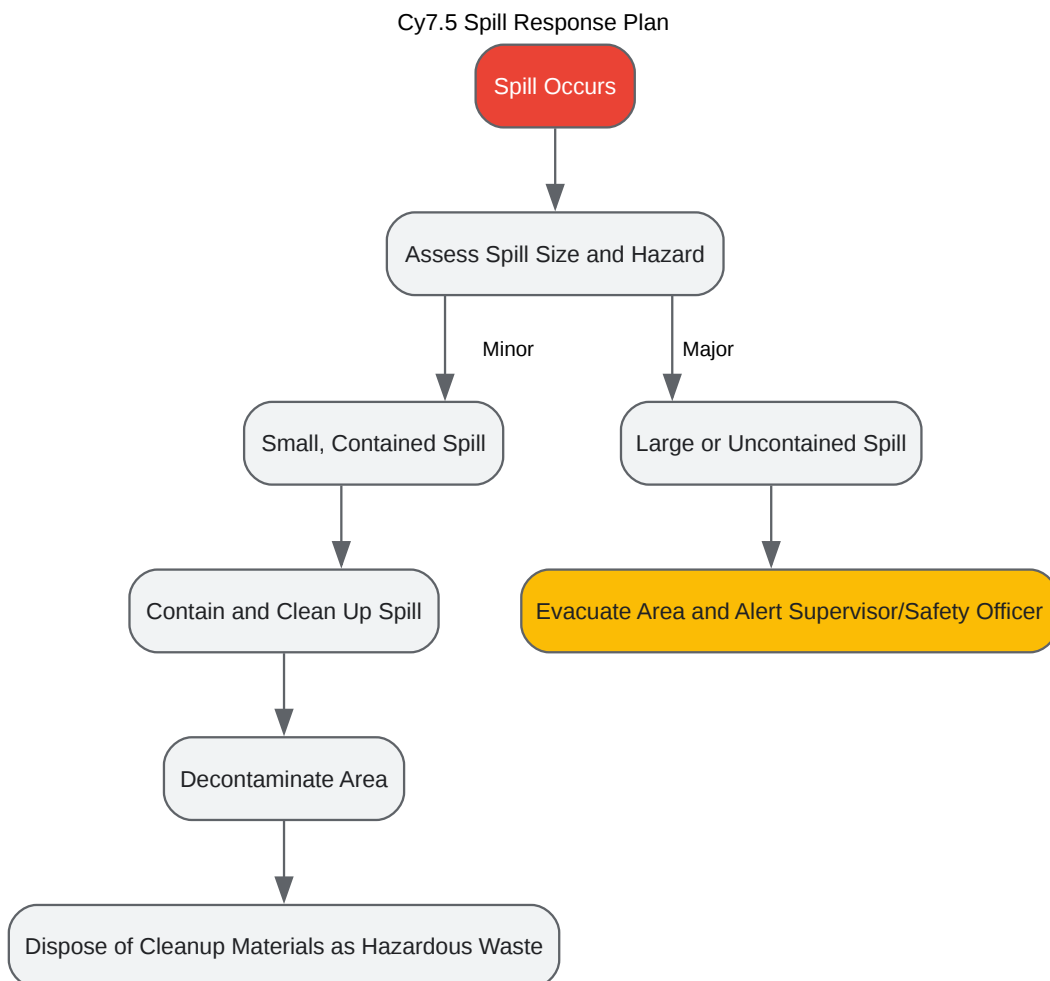 Cy7.5 Spill Response Plan
Spill Occurs
Assess Spill Size and Hazard
Minor
Major
Small, Contained Spill
Large or Uncontained Spill
Contain and Clean Up Spill
Evacuate Area and Alert Supervisor/Safety Officer
Decontaminate Area
Dispose of Cleanup Materials as Hazardous Waste